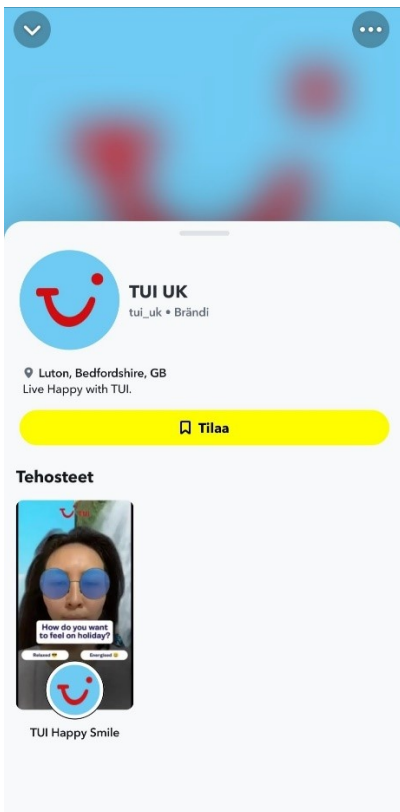 TUI UK
tui_uk • Brändi
Luton, Bedfordshire, GB
Live Happy with TUI.
Tilaa
Tehosteet
TUI
How do you want
to feel on holiday?
Relaxed 😎 Energised 😊
TUI Happy Smile